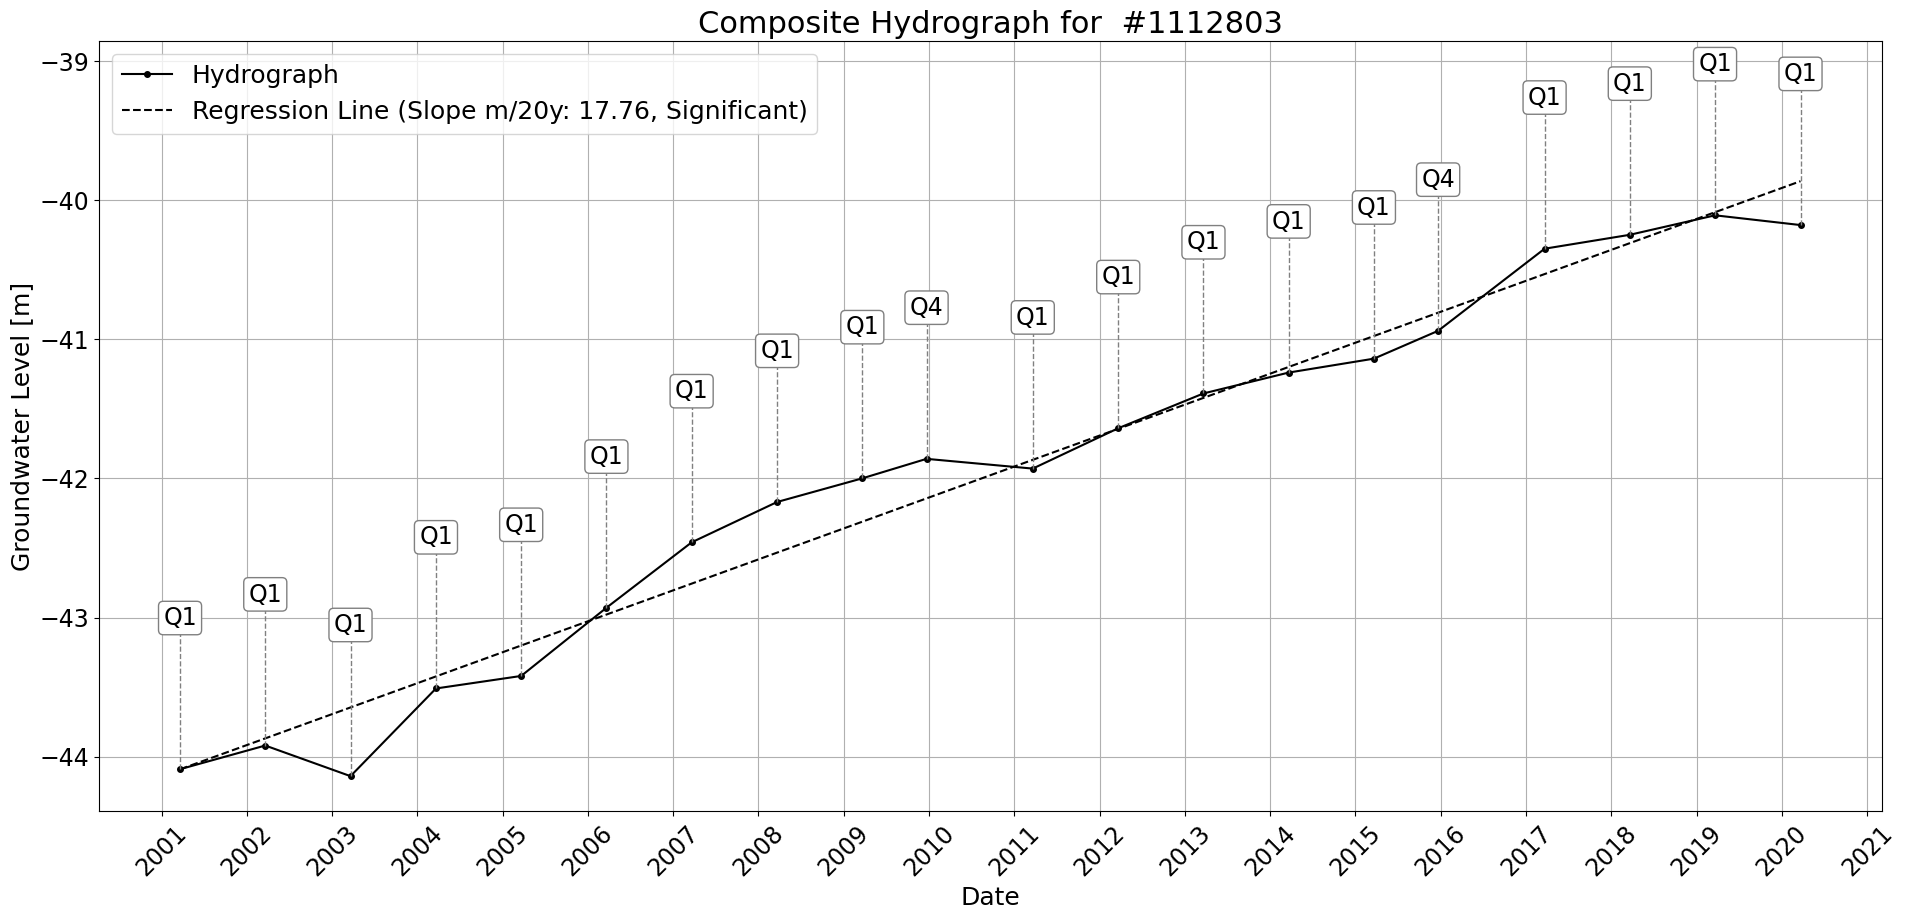 Composite Hydrograph for  #1112803
Hydrograph
Regression Line (Slope m/20y: 17.76, Significant)
Groundwater Level [m]
−39
−40
−41
−42
−43
−44
Q1
Q1
Q1
Q1
Q1
Q1
Q1
Q1
Q1
Q4
Q1
Q1
Q1
Q1
Q1
Q4
Q1
Q1
Q1
Q1
2001
2002
2003
2004
2005
2006
2007
2008
2009
2010
2011
2012
2013
2014
2015
2016
2017
2018
2019
2020
2021
Date